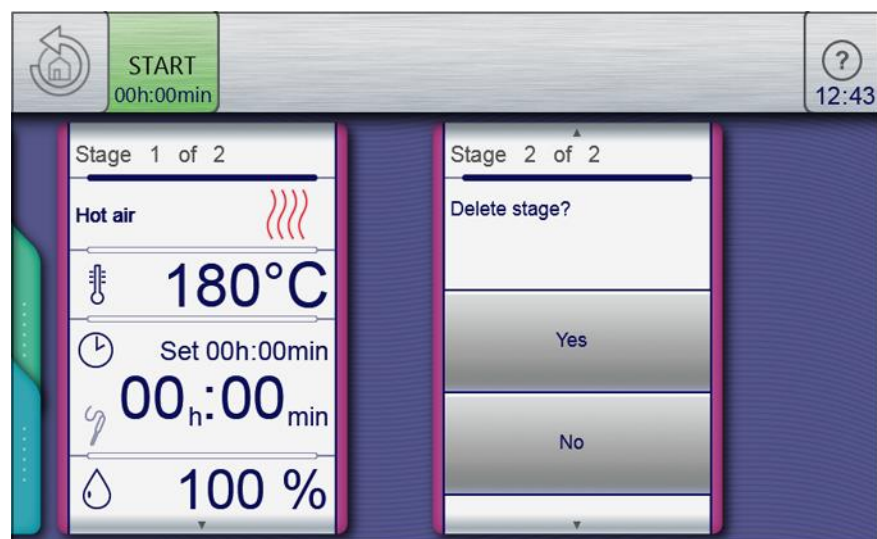 START
00h:00min
?
12:43
Stage 1 of 2
Hot air
180°C
Set 00h:00min
00h:00min
100 %
Stage 2 of 2
Delete stage?
Yes
No